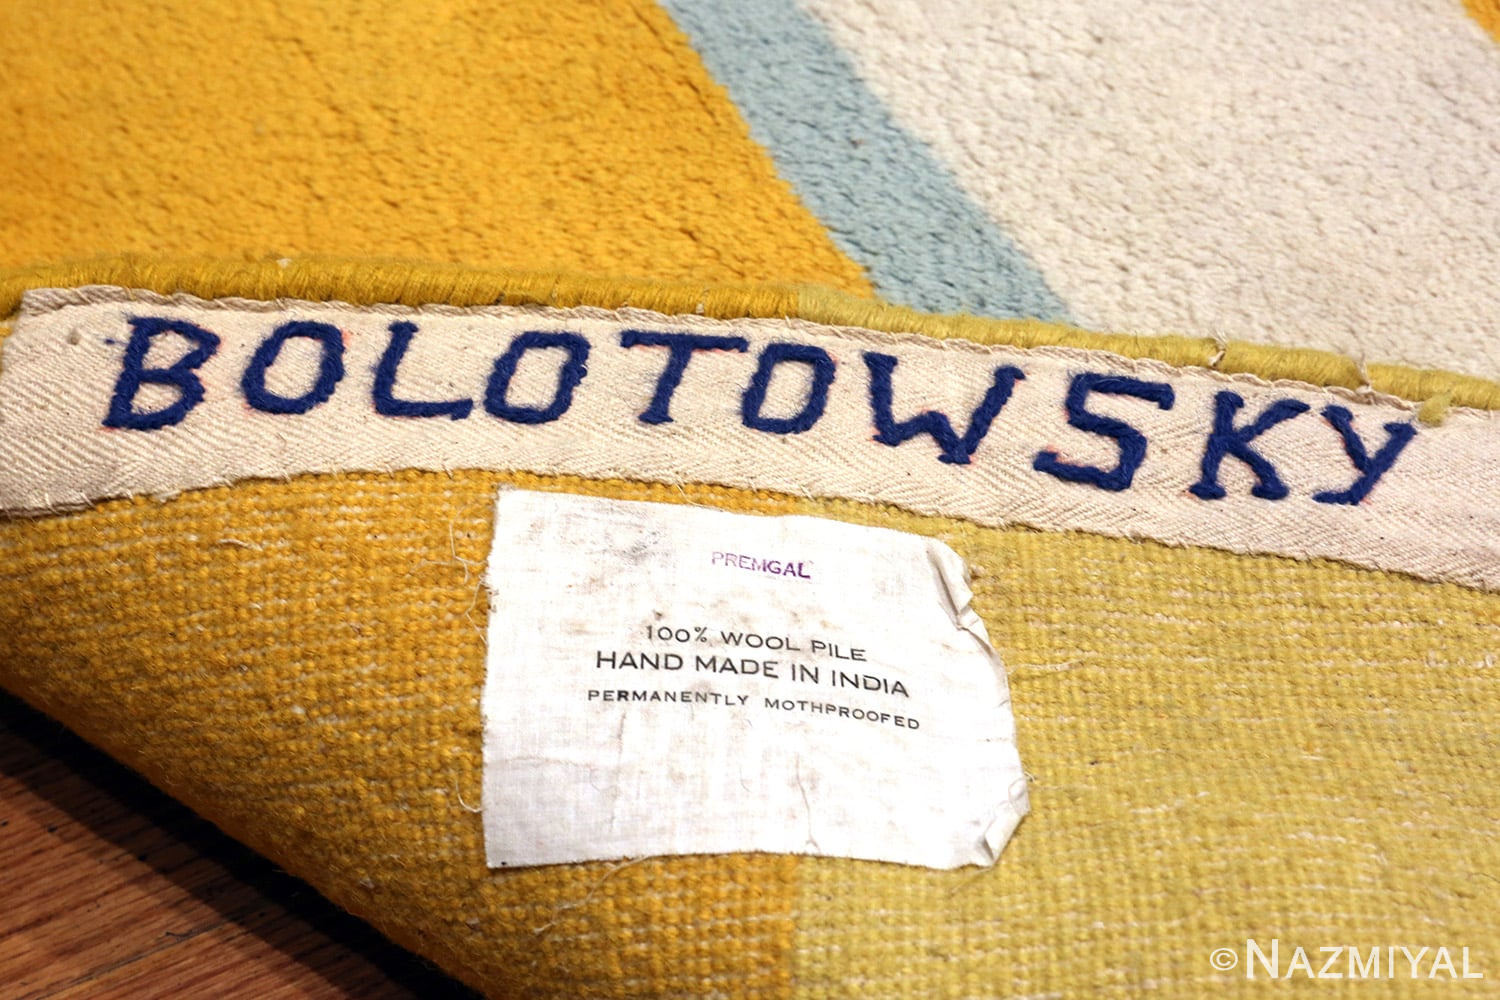 BOLOTOWSKY
PREMGAL
100% WOOL PILE
HAND MADE IN INDIA
PERMANENTLY MOTHPROOFED
© NAZMIYAL